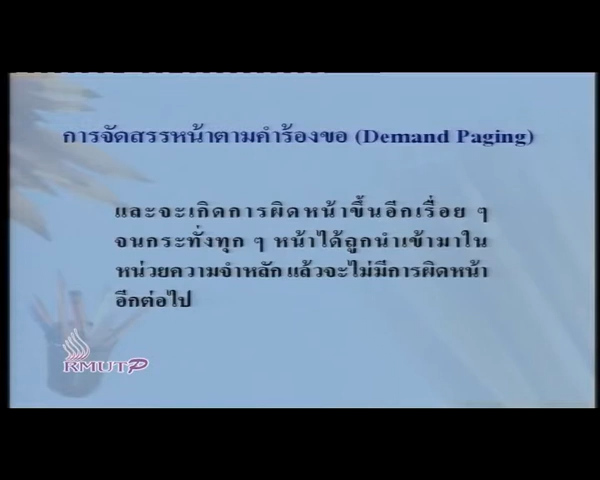 การจัดสรรหน้าตามคำร้องขอ (Demand Paging)
และจะเกิดการผิดหน้าขึ้นอีกเรื่อย ๆ
จนกระทั่งทุก ๆ หน้าได้ถูกนำเข้ามาใน
หน่วยความจำหลัก แล้วจะไม่มีการผิดหน้า
อีกต่อไป
RMUTP